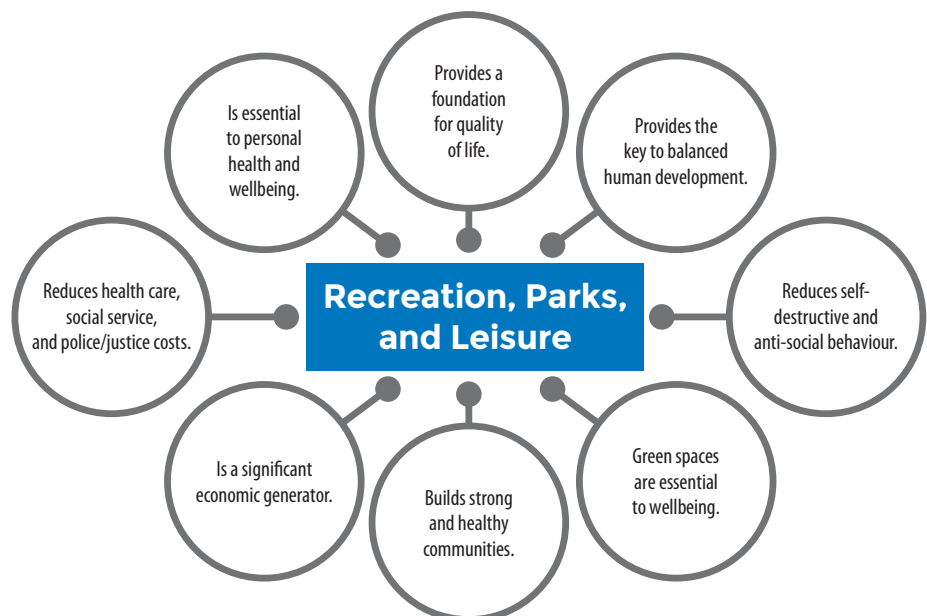 Provides a
foundation
for quality
of life.
Is essential
to personal
health and
wellbeing.
Provides the
key to balanced
human development.
Reduces health care,
social service,
and police/justice costs.
Recreation, Parks,
and Leisure
Reduces self-
destructive and
anti-social behaviour.
Is a significant
economic generator.
Builds strong
and healthy
communities.
Green spaces
are essential
to wellbeing.